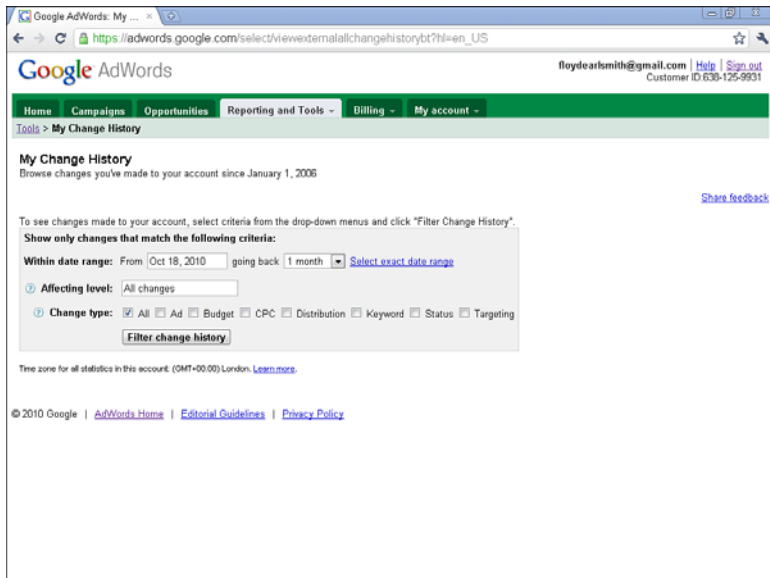 Google AdWords: My ...
https://adwords.google.com/select/viewexternalallchangehistorybt?hl=en_US
Google AdWords
floydearlsmith@gmail.com | Help | Sign out
Customer ID:638-125-9931
Home Campaigns Opportunities Reporting and Tools Billing My account
Tools > My Change History
My Change History
Browse changes you've made to your account since January 1, 2006
Share feedback
To see changes made to your account, select criteria from the drop-down menus and click "Filter Change History".
Show only changes that match the following criteria:
Within date range: From Oct 18, 2010 going back 1 month Select exact date range
? Affecting level: All changes
? Change type: All Ad Budget CPC Distribution Keyword Status Targeting
Filter change history
Time zone for all statistics in this account: (GMT+00:00) London. Learn more.
© 2010 Google | AdWords Home | Editorial Guidelines | Privacy Policy